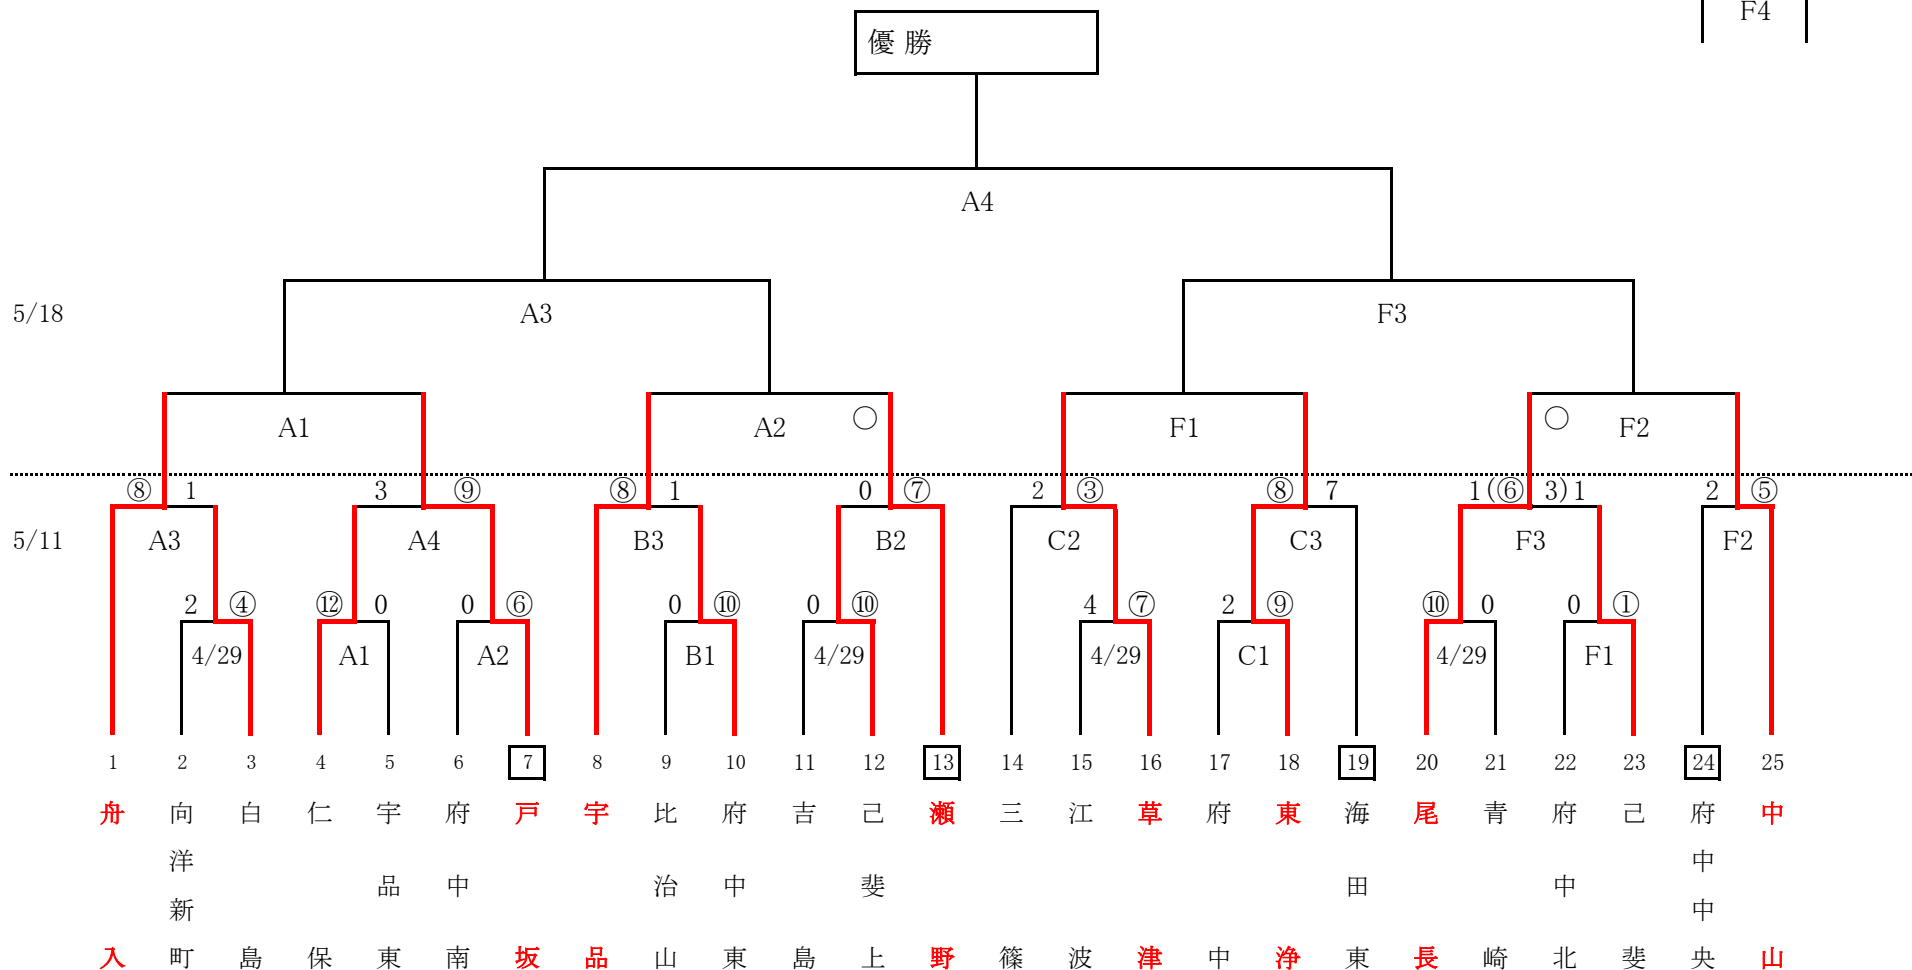 F4
優 勝
A4
5/18
A3
F3
A1
A2
○
F1
○
F2
⑧ 1
3 ⑨
⑧ 1
0 ⑦
2 ③
⑧ 7
1(⑥ 3)1
2 ⑤
5/11
A3
A4
B3
B2
C2
C3
F3
F2
2 ④
⑫ 0
0 ⑥
0 ⑩
0 ⑩
4 ⑦
2 ⑨
⑩ 0
0 ①
4/29
A1
A2
B1
4/29
4/29
C1
4/29
F1
1 2 3 4 5 6 7 8 9 10 11 12 13 14 15 16 17 18 19 20 21 22 23 24 25
舟入
向洋新町
白島
仁保
宇品東
府中南
戸坂
宇品
比治山
府中東
吉島
己斐上
瀬野
三篠
江波
草津
府中
東浄
海田東
尾長
青崎
府中北
己斐
府中中央
中山